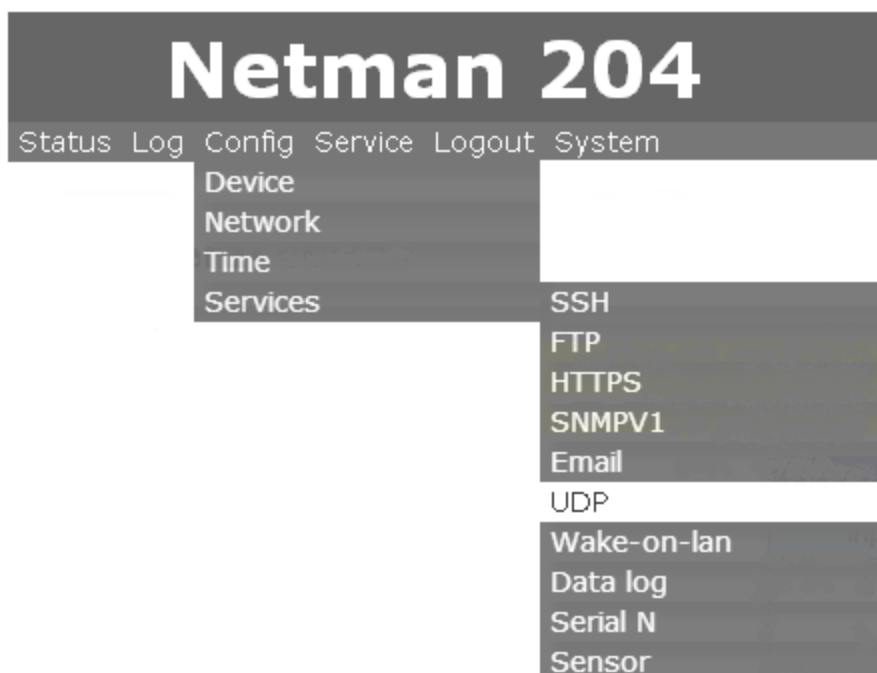 Netman 204
Status Log Config Service Logout System
Device
Network
Time
Services
SSH
FTP
HTTPS
SNMPV1
Email
UDP
Wake-on-lan
Data log
Serial N
Sensor